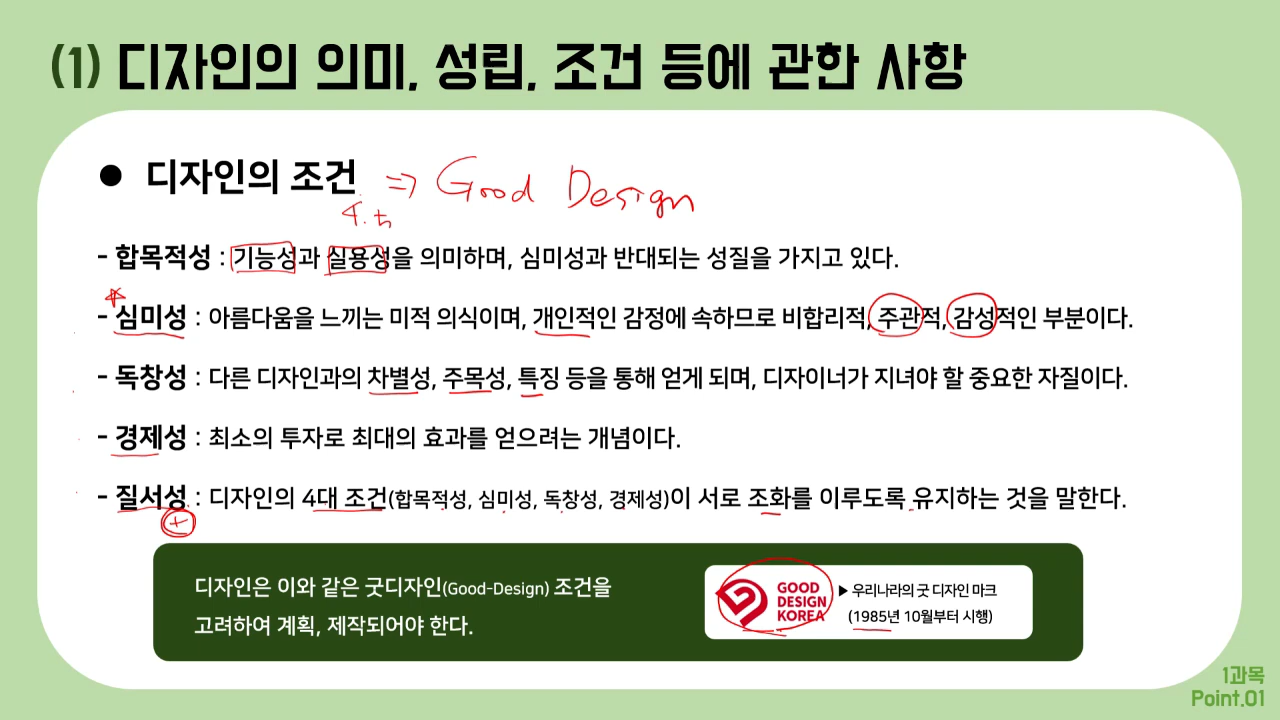 (1) 디자인의 의미, 성립, 조건 등에 관한 사항
● 디자인의 조건 => Good Design
- 합목적성 : 기능성과 실용성을 의미하며, 심미성과 반대되는 성질을 가지고 있다.
- 심미성 : 아름다움을 느끼는 미적 의식이며, 개인적인 감정에 속하므로 비합리적, 주관적, 감성적인 부분이다.
- 독창성 : 다른 디자인과의 차별성, 주목성, 특징 등을 통해 얻게 되며, 디자이너가 지녀야 할 중요한 자질이다.
- 경제성 : 최소의 투자로 최대의 효과를 얻으려는 개념이다.
- 질서성 : 디자인의 4대 조건(합목적성, 심미성, 독창성, 경제성)이 서로 조화를 이루도록 유지하는 것을 말한다.
디자인은 이와 같은 굿디자인(Good-Design) 조건을
고려하여 계획, 제작되어야 한다.
GOOD
DESIGN
KOREA
▶ 우리나라의 굿 디자인 마크
(1985년 10월부터 시행)
1과목
Point.01